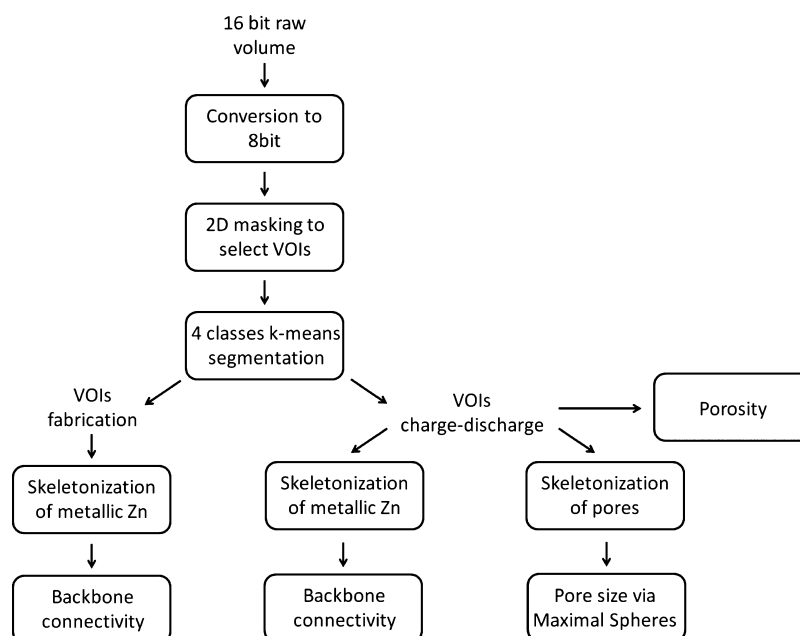 16 bit raw
volume
Conversion to
8bit
2D masking to
select VOIs
4 classes k-means
segmentation
VOIs
fabrication
VOIs
charge-discharge
Porosity
Skeletonization
of metallic Zn
Skeletonization
of metallic Zn
Skeletonization
of pores
Backbone
connectivity
Backbone
connectivity
Pore size via
Maximal Spheres